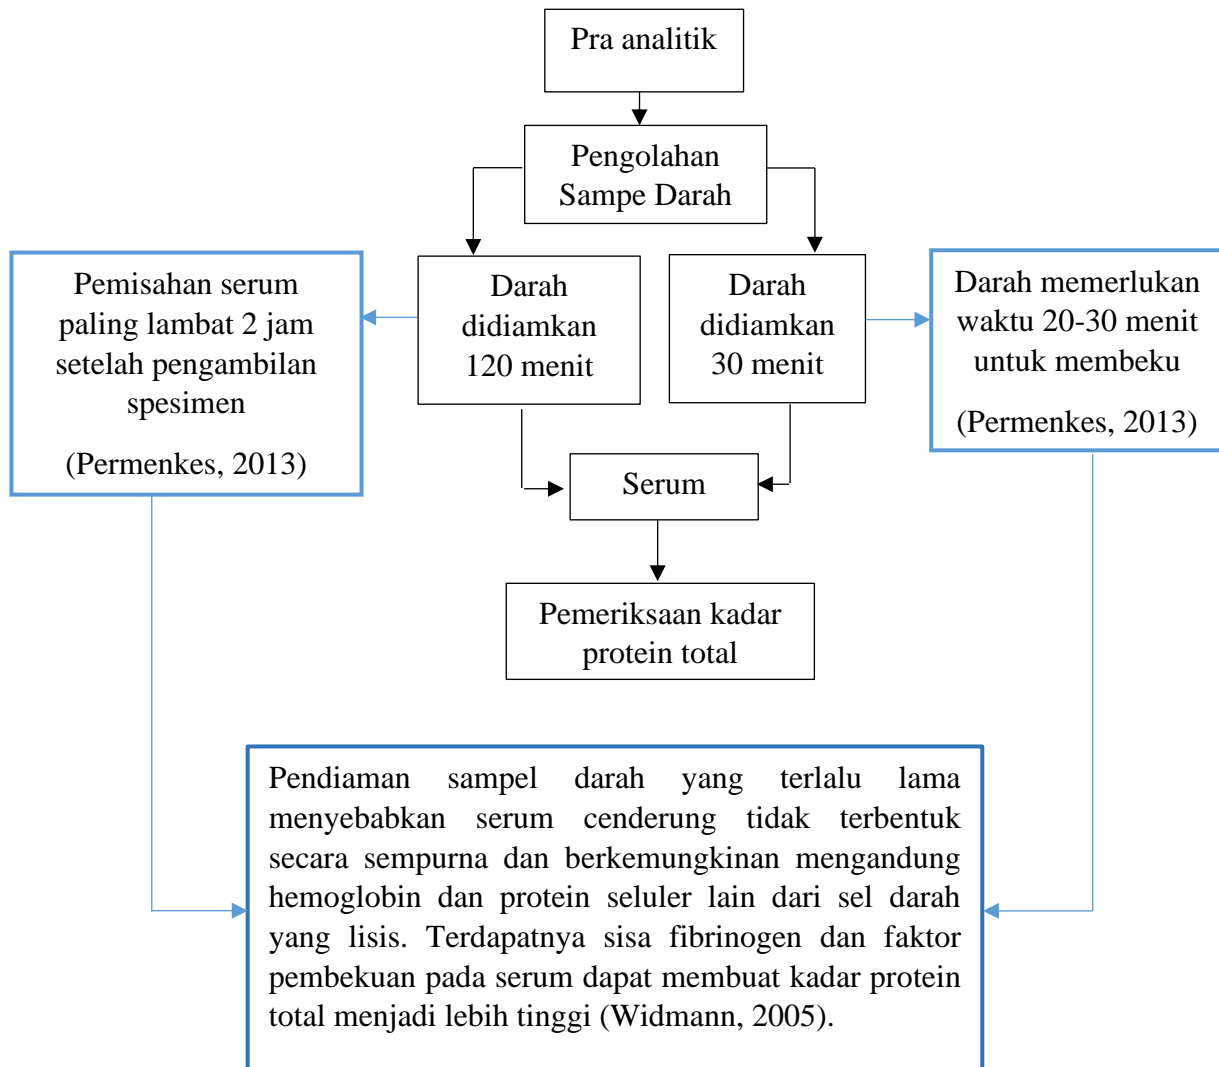 Pra analitik
Pengolahan
Sampe Darah
Pemisahan serum
paling lambat 2 jam
setelah pengambilan
spesimen
(Permenkes, 2013)
Darah
didiamkan
120 menit
Darah
didiamkan
30 menit
Darah memerlukan
waktu 20-30 menit
untuk membeku
(Permenkes, 2013)
Serum
Pemeriksaan kadar
protein total
Pendiaman sampel darah yang terlalu lama
menyebabkan serum cenderung tidak terbentuk
secara sempurna dan berkemungkinan mengandung
hemoglobin dan protein seluler lain dari sel darah
yang lisis. Terdapatnya sisa fibrinogen dan faktor
pembekuan pada serum dapat membuat kadar protein
total menjadi lebih tinggi (Widmann, 2005).